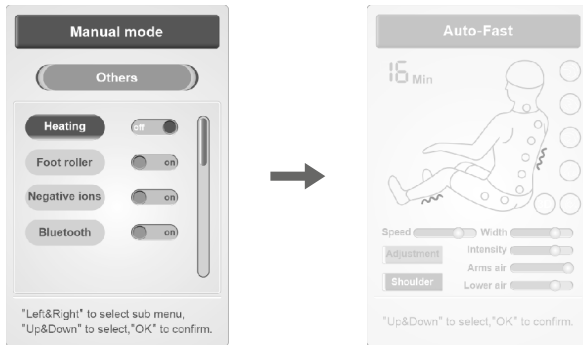 Manual mode
Others
Heating
off
Foot roller
on
Negative ions
on
Bluetooth
on
"Left&Right" to select sub menu,
"Up&Down" to select,"OK" to confirm.
Auto-Fast
16 Min
Speed
Width
Adjustment
Intensity
Arms air
Shoulder
Lower air
"Up&Down" to select,"OK" to confirm.